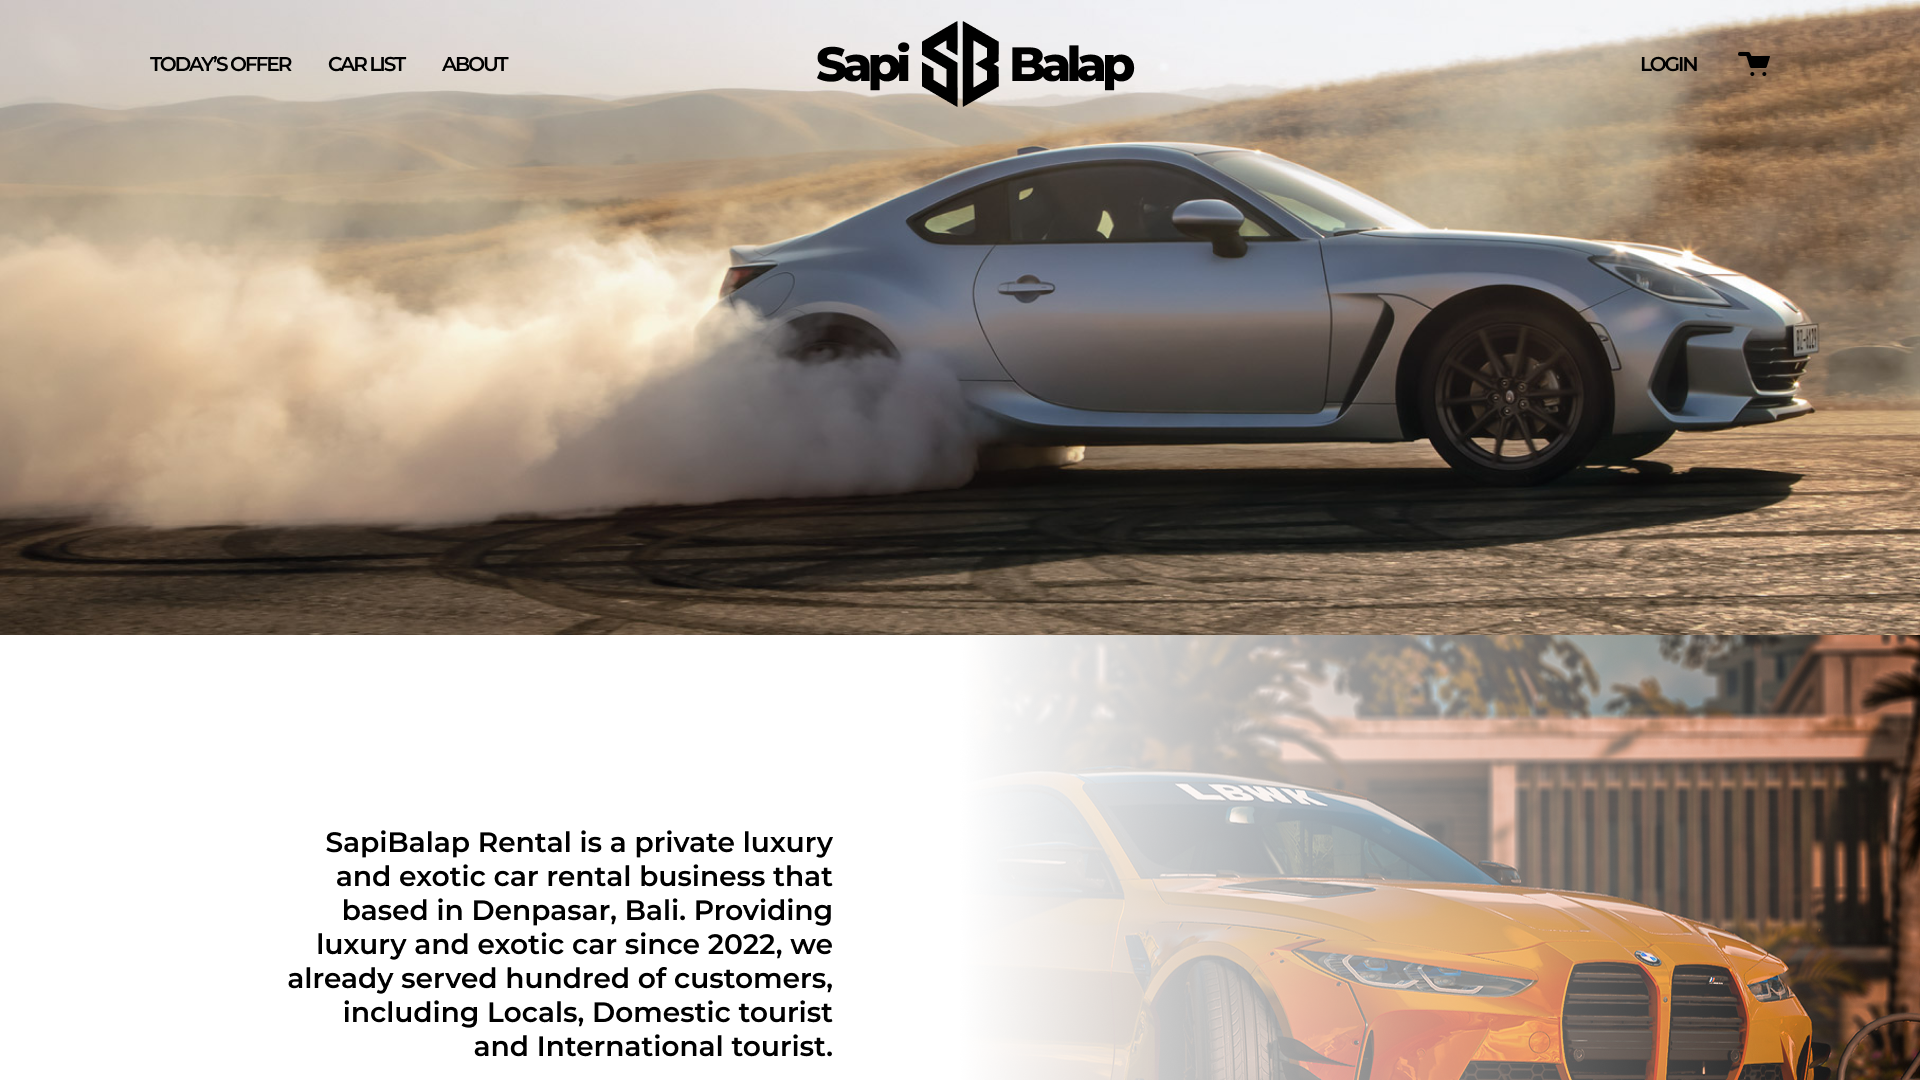 TODAY'S OFFER
CAR LIST
ABOUT
Sapi SB Balap
LOGIN
LBWK
SapiBalap Rental is a private luxury
and exotic car rental business that
based in Denpasar, Bali. Providing
luxury and exotic car since 2022, we
already served hundred of customers,
including Locals, Domestic tourist
and International tourist.